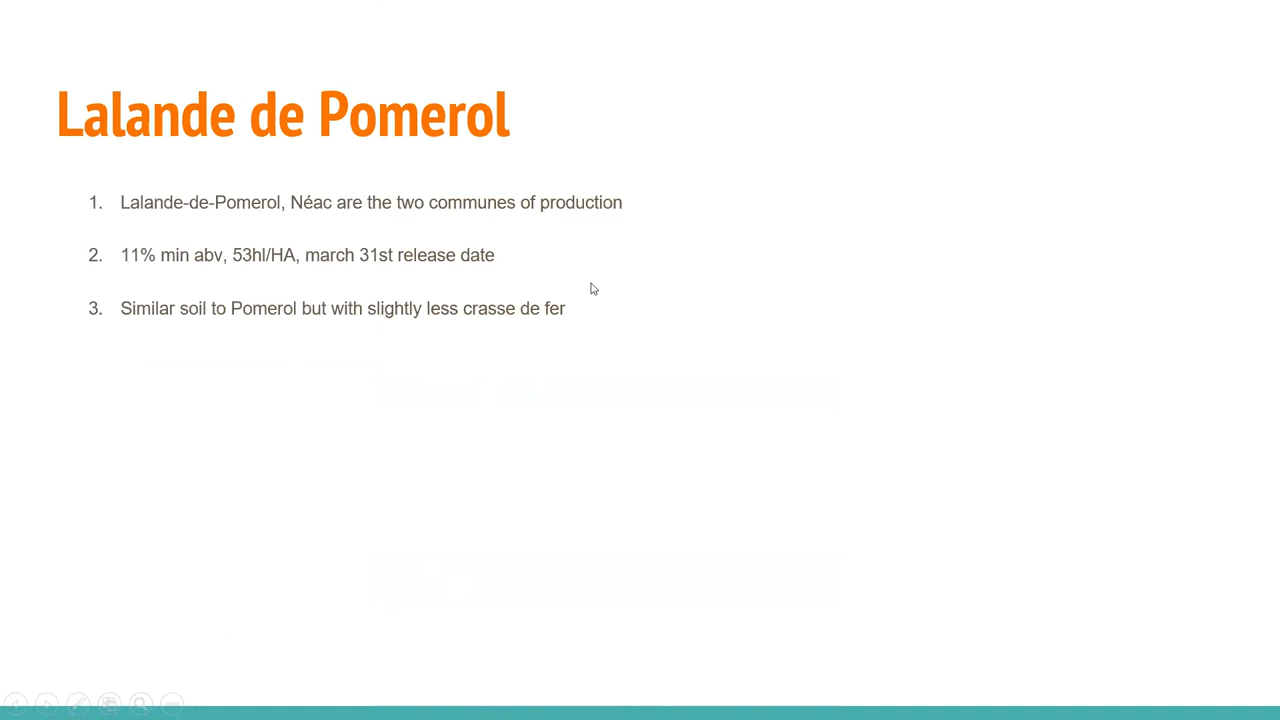 Lalande de Pomerol
1. Lalande-de-Pomerol, Néac are the two communes of production
2. 11% min abv, 53hl/HA, march 31st release date
3. Similar soil to Pomerol but with slightly less crasse de fer